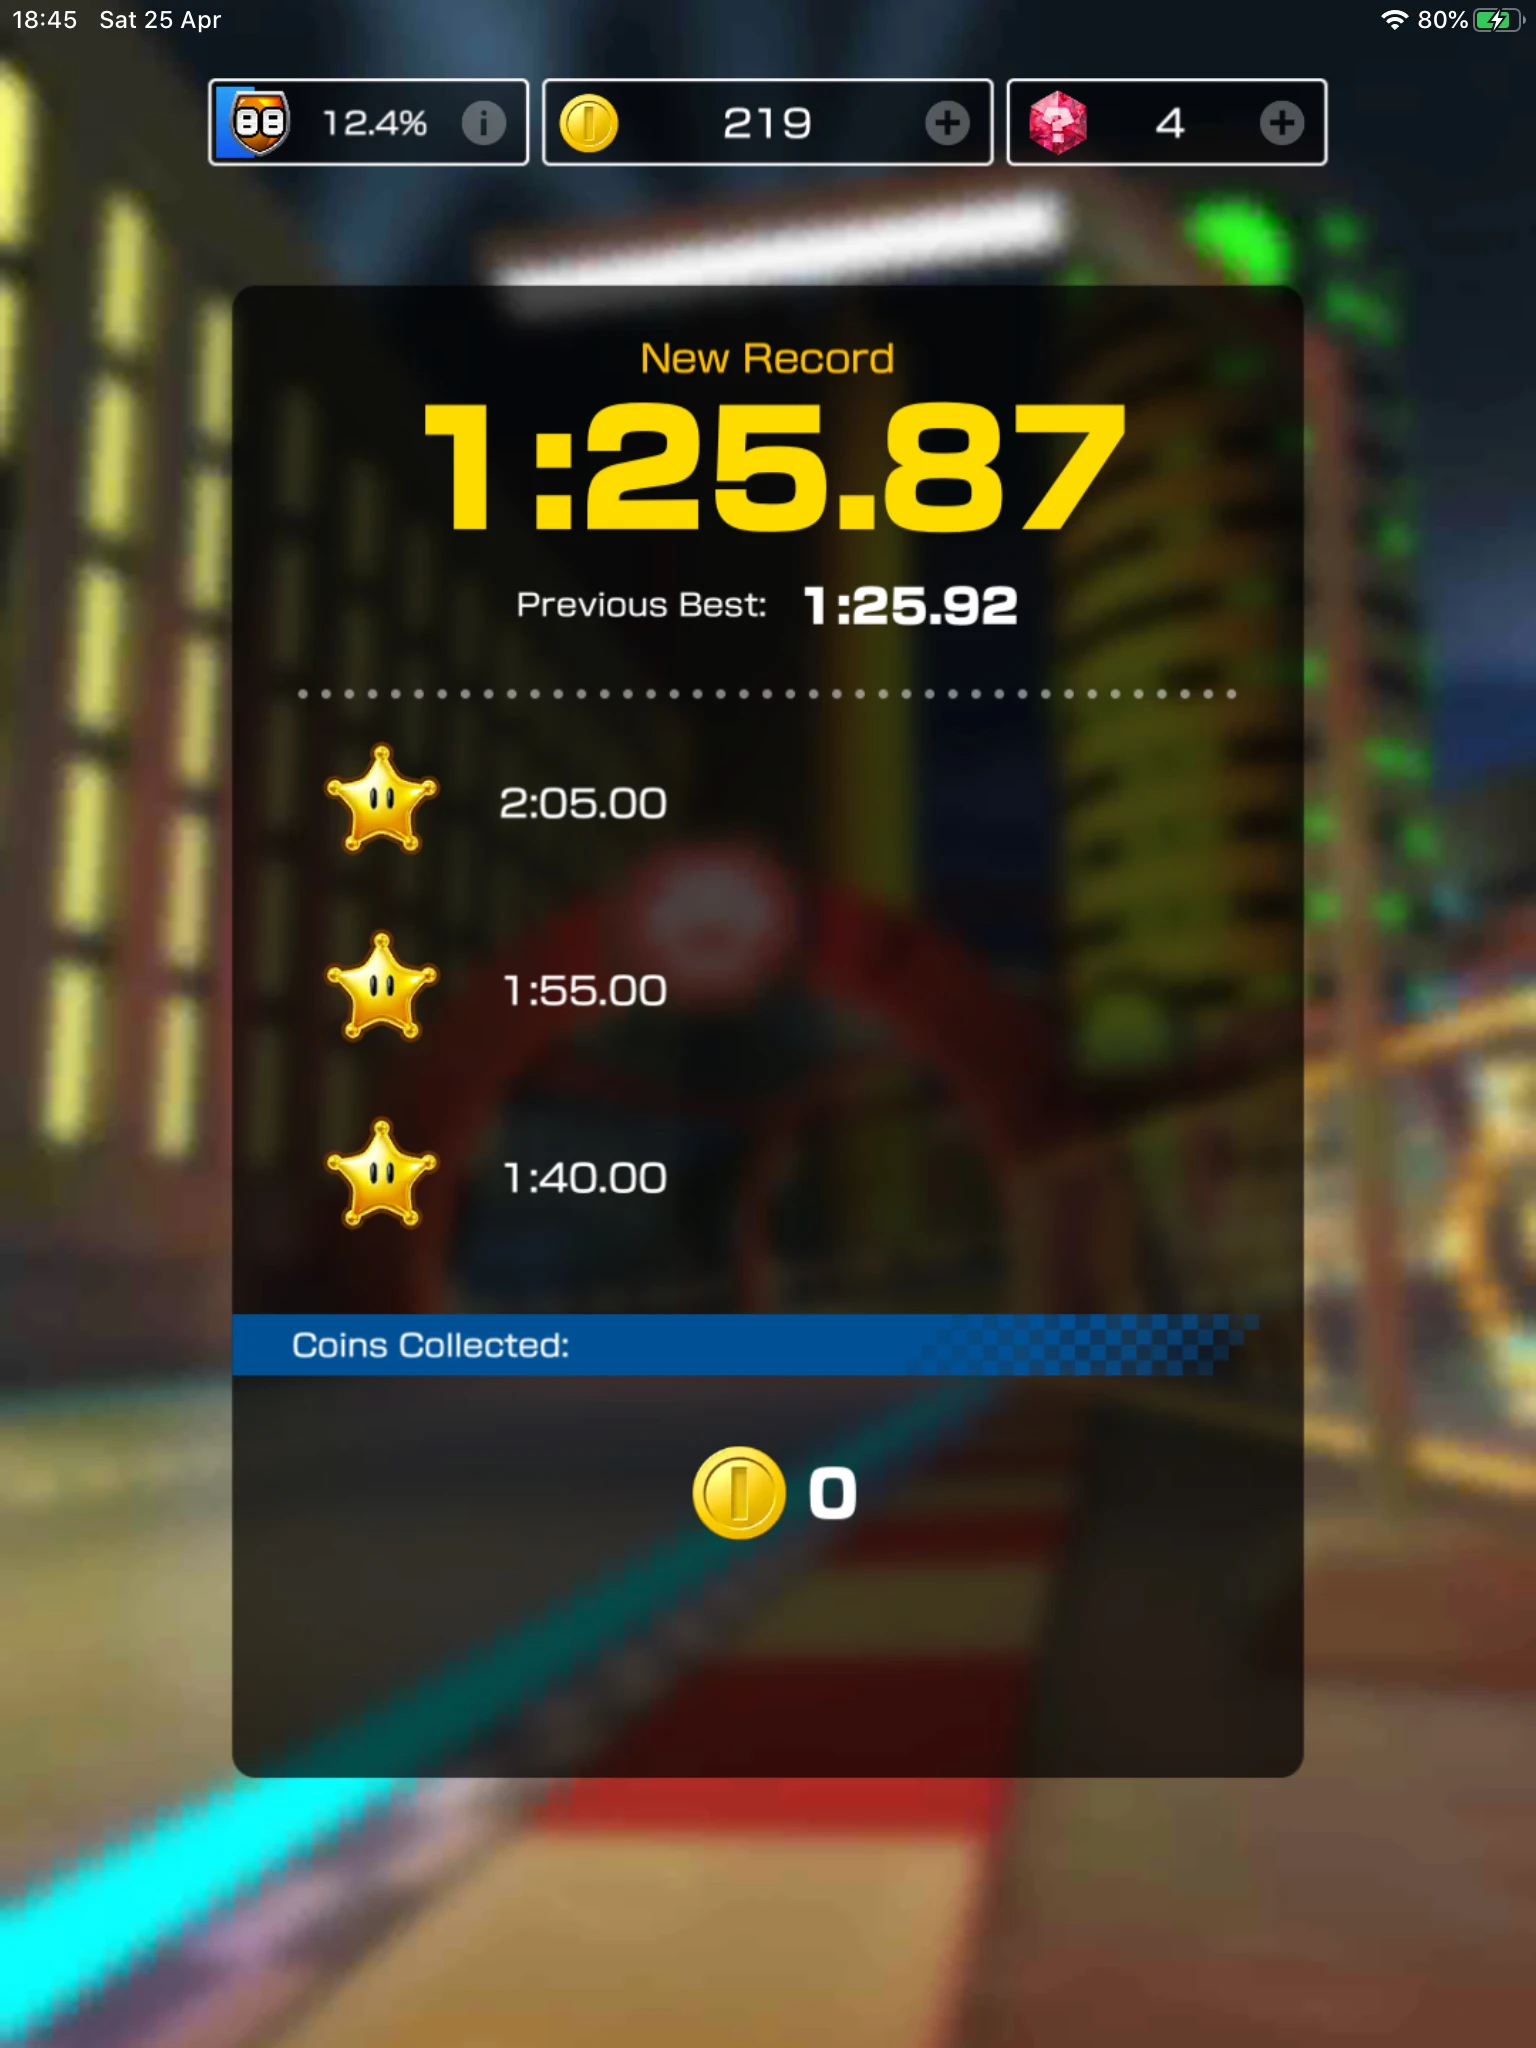 18:45 Sat 25 Apr 80%
88 12.4% i 219 + ? 4 +
New Record
1:25.87
Previous Best: 1:25.92
2:05.00
1:55.00
1:40.00
Coins Collected:
0